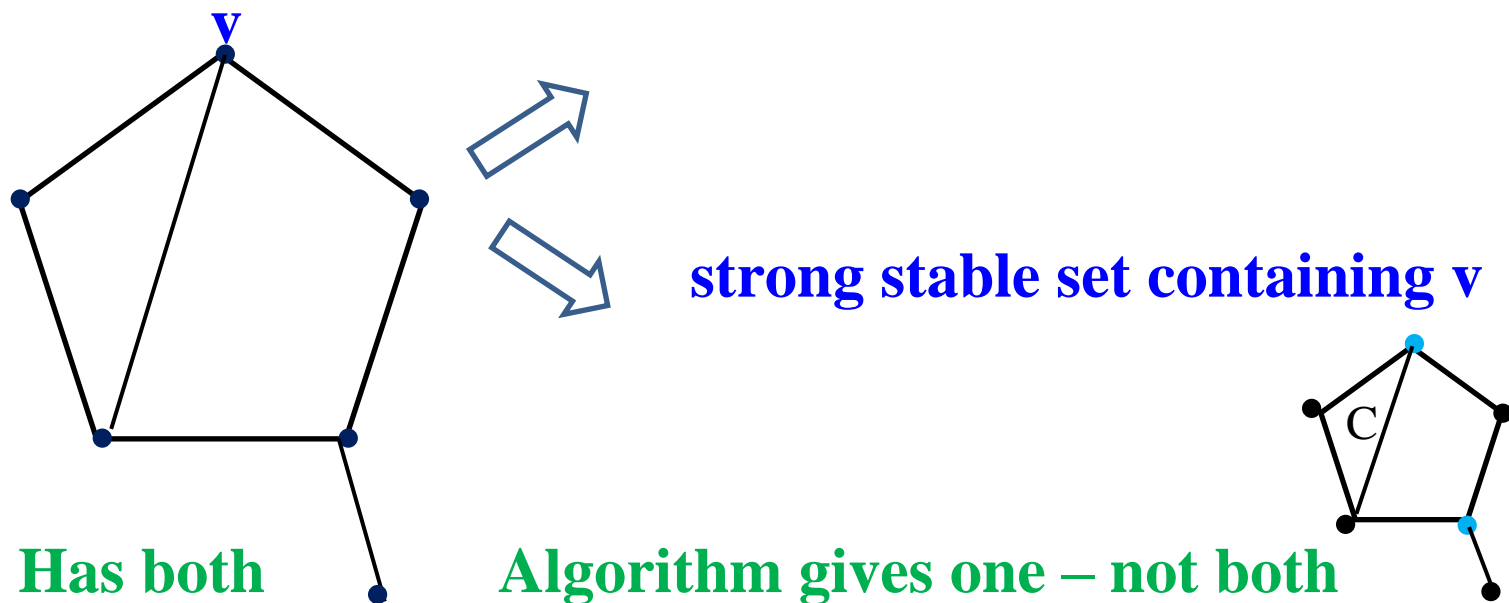 v
strong stable set containing v
C
Has both
Algorithm gives one – not both